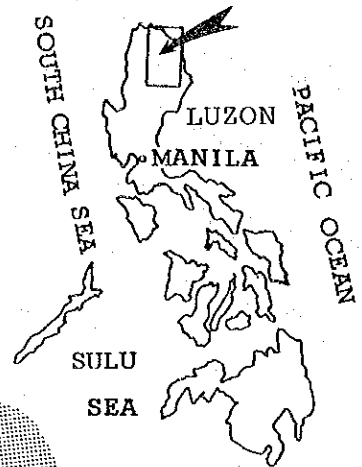 SOUTH CHINA SEA
LUZON
MANILA
PACIFIC OCEAN
SULU
SEA